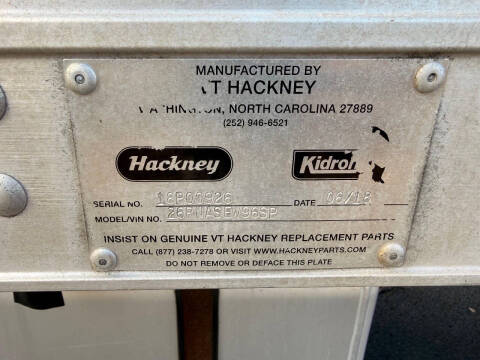 MANUFACTURED BY
VT HACKNEY
WASHINGTON, NORTH CAROLINA 27889
(252) 946-6521
Hackney
Kidron
SERIAL NO. DATE 06/18
MODEL/VIN NO.
INSIST ON GENUINE VT HACKNEY REPLACEMENT PARTS
CALL (877) 238-7278 OR VISIT WWW.HACKNEYPARTS.COM
DO NOT REMOVE OR DEFACE THIS PLATE